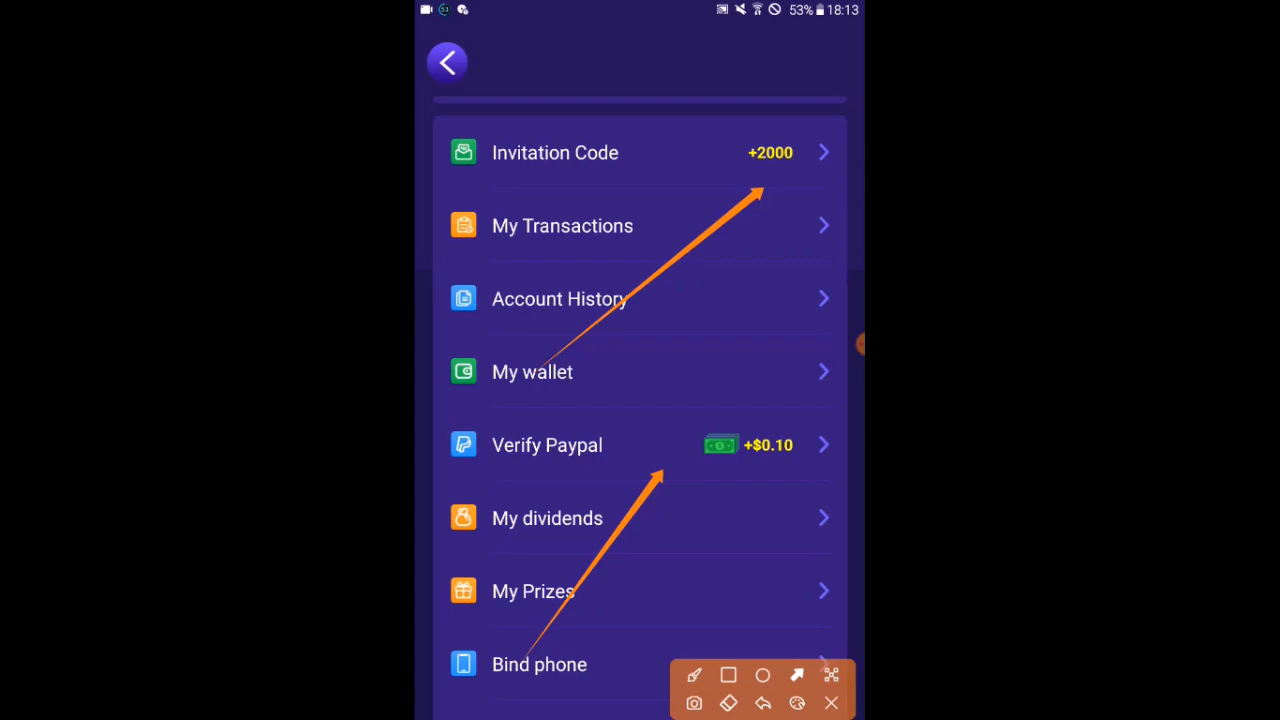 53 53% 18:13
Invitation Code +2000
My Transactions
Account History
My wallet
Verify Paypal +$0.10
My dividends
My Prizes
Bind phone